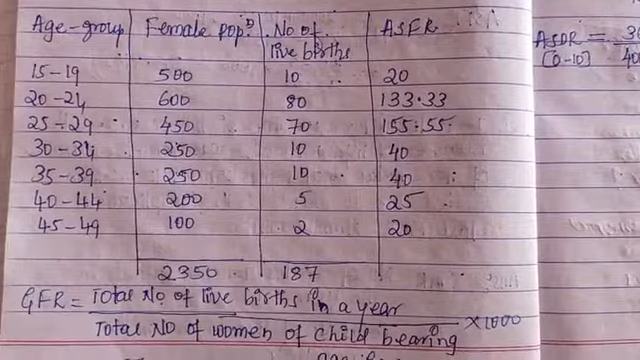 Age-group Female popⁿ. No of live births ASFR
15-19 500 10 20
20-24 600 80 133.33
25-29 450 70 155.55
30-34 250 10 40
35-39 250 10 40
40-44 200 5 25
45-49 100 2 20
2350 187
GFR = Total No. of live births in a year
Total No of women of child bearing × 1000
ASDR =
[0-10]